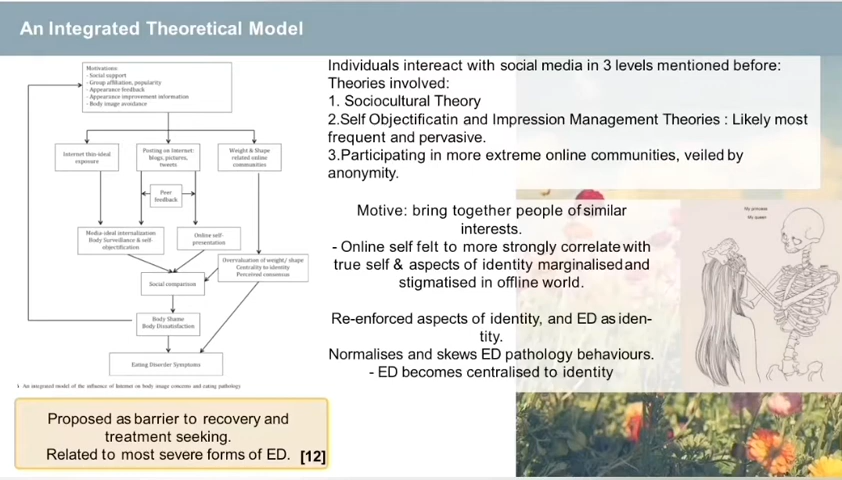 An Integrated Theoretical Model
Motivations:
- Social support
- Group affiliation, popularity
- Appearance feedback
- Appearance improvement information
- Body image avoidance
Internet thin-ideal
exposure
Posting on Internet:
blogs, pictures,
tweets
Weight & Shape
related online
communities
Peer
feedback
Media-ideal internalization
Body Surveillance & self-
objectification
Online self-
presentation
Overvaluation of weight/ shape
Centrality to identity
Perceived consensus
Social comparison
Body Shame
Body Dissatisfaction
Eating Disorder Symptoms
An integrated model of the influence of Internet on body image concerns and eating pathology
Proposed as barrier to recovery and
treatment seeking.
Related to most severe forms of ED. [12]
Individuals intereact with social media in 3 levels mentioned before:
Theories involved:
1. Sociocultural Theory
2.Self Objectificatin and Impression Management Theories : Likely most
frequent and pervasive.
3.Participating in more extreme online communities, veiled by
anonymity.
Motive: bring together people of similar
interests.
- Online self felt to more strongly correlate with
true self & aspects of identity marginalised and
stigmatised in offline world.
Re-enforced aspects of identity, and ED as iden-
tity.
Normalises and skews ED pathology behaviours.
- ED becomes centralised to identity
My princess
My queen